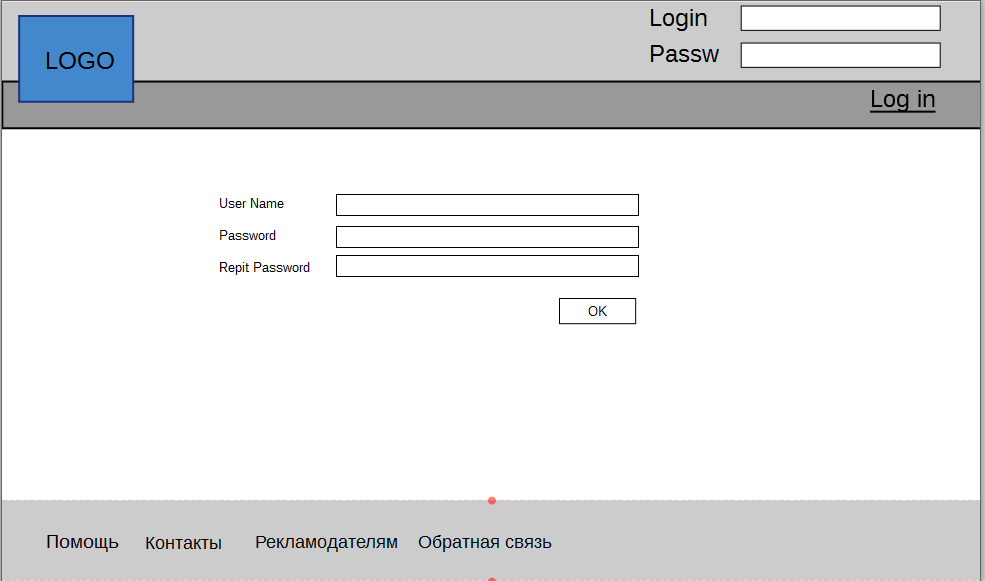 Login
LOGO
Passw
Log in
User Name
Password
Repit Password
OK
Помощь Контакты Рекламодателям Обратная связь